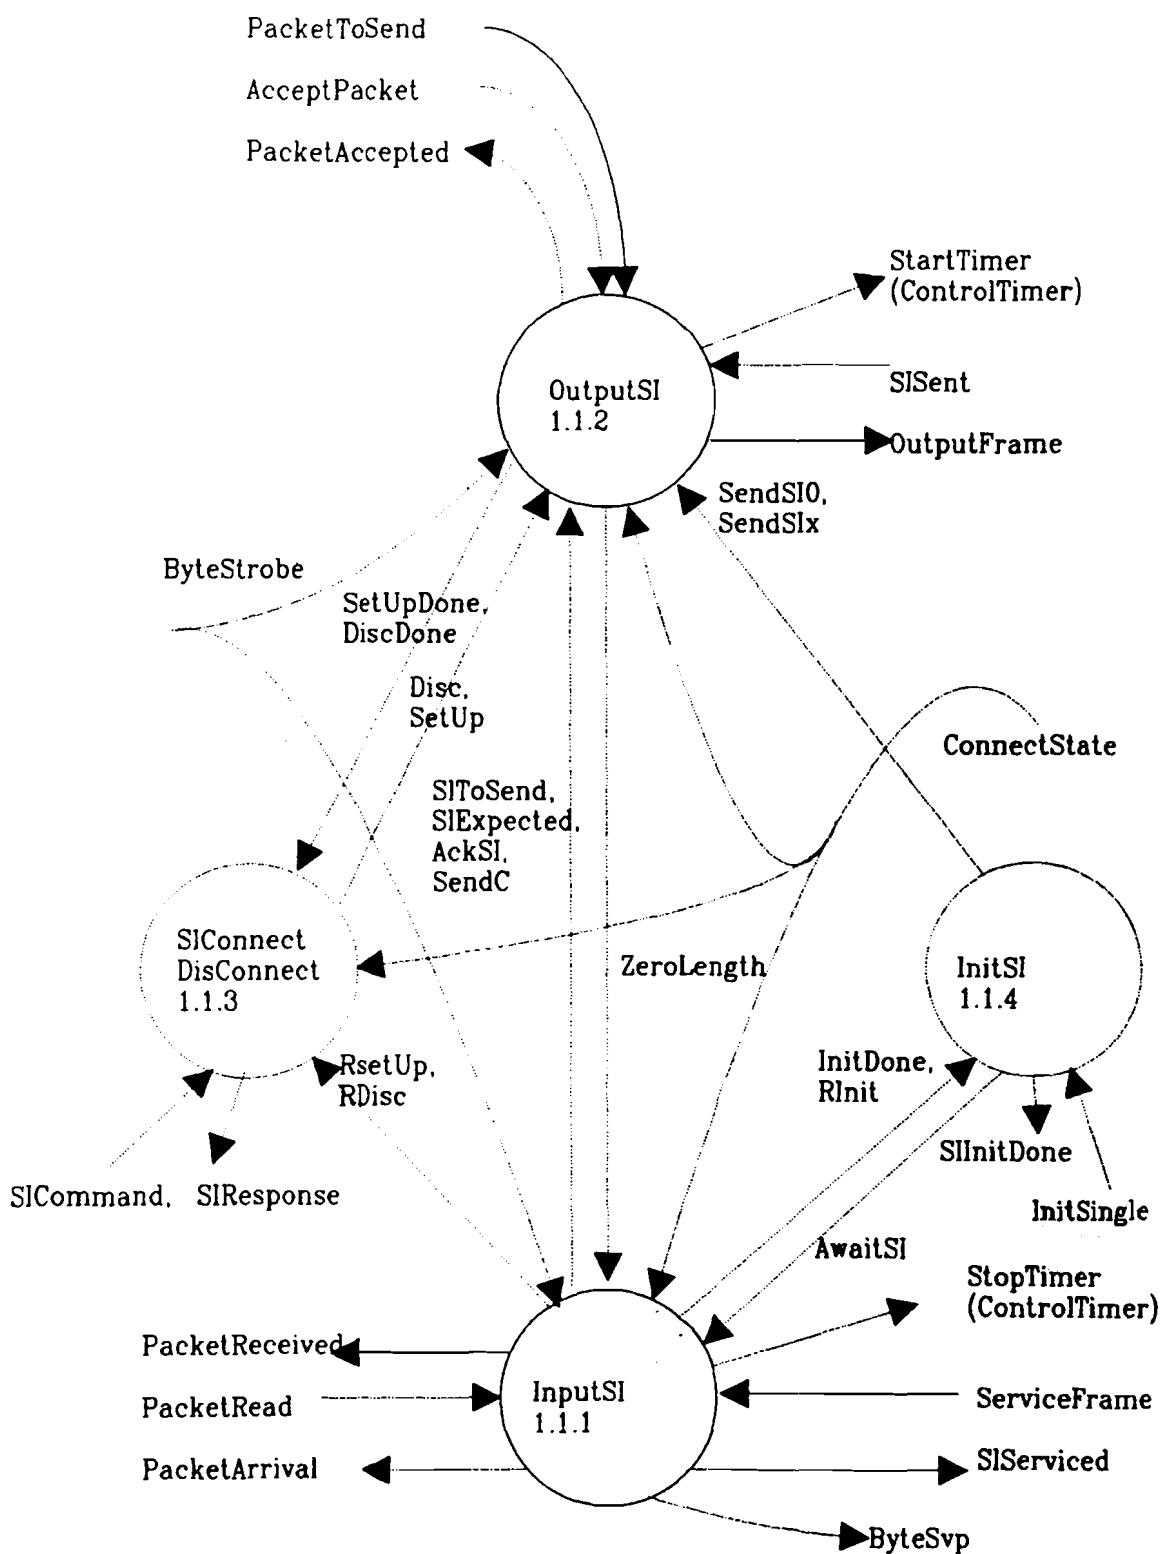 PacketToSend
AcceptPacket
PacketAccepted
StartTimer
(ControlTimer)
SISent
OutputSI
1.1.2
OutputFrame
SendSI0,
SendSIx
ByteStrobe
SetUpDone,
DiscDone
Disc,
SetUp
ConnectState
SIToSend,
SIExpected,
AckSI,
SendC
SIConnect
DisConnect
1.1.3
ZeroLength
InitSI
1.1.4
RsetUp,
RDisc
InitDone,
RInit
SIInitDone
SICommand,
SIResponse
InitSingle
AwaitSI
StopTimer
(ControlTimer)
PacketReceived
InputSI
1.1.1
ServiceFrame
PacketRead
PacketArrival
SIServiced
ByteSvp